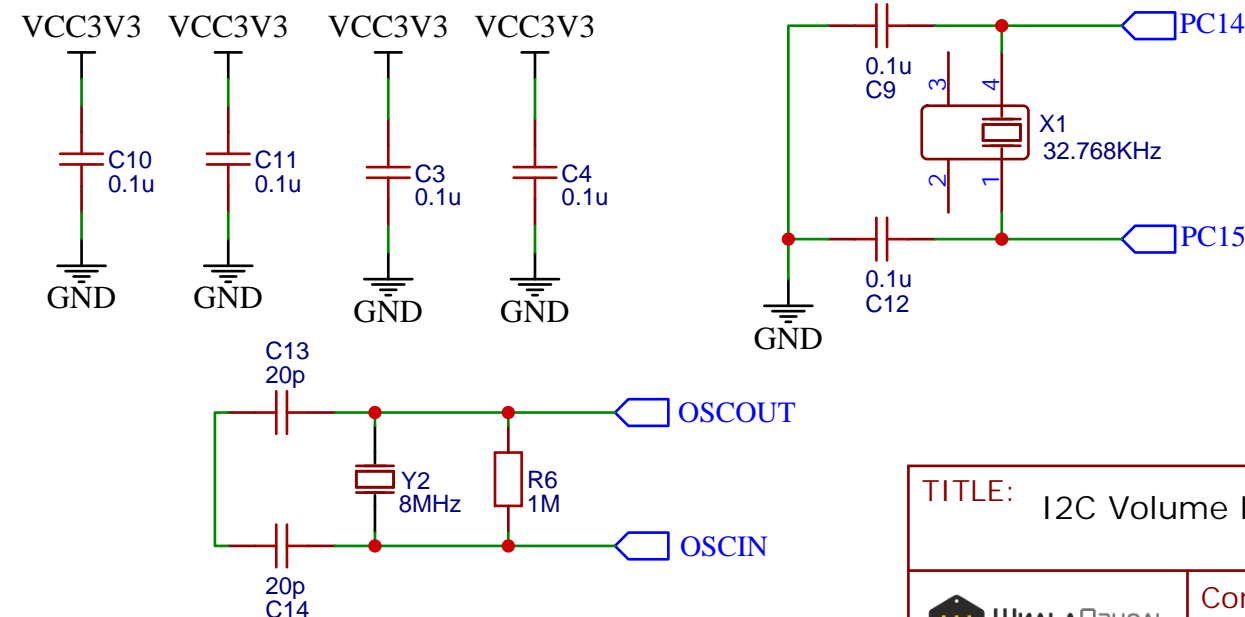 VCC3V3 VCC3V3 VCC3V3 VCC3V3
C10
0.1u
C11
0.1u
C3
0.1u
C4
0.1u
GND GND GND GND
PC14
0.1u
C9
3 4
X1
32.768KHz
2 1
PC15
0.1u
C12
GND
C13
20p
OSCOUT
Y2
8MHz
R6
1M
OSCIN
20p
C14
TITLE:
I2C Volume